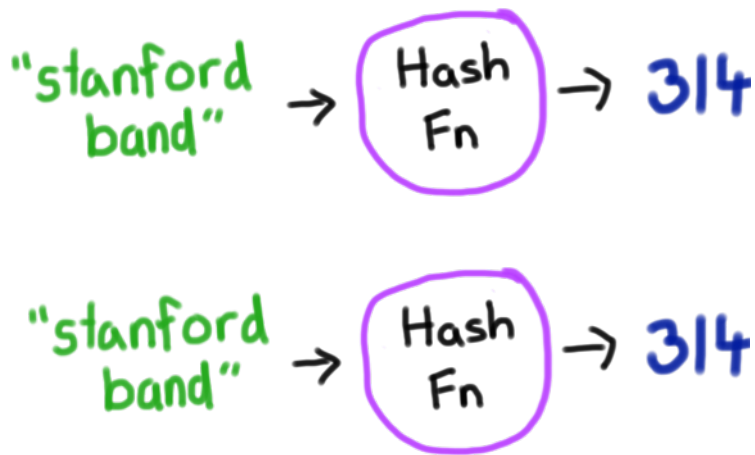 "stanford
band"
→
Hash
Fn
→
314
"stanford
band"
→
Hash
Fn
→
314